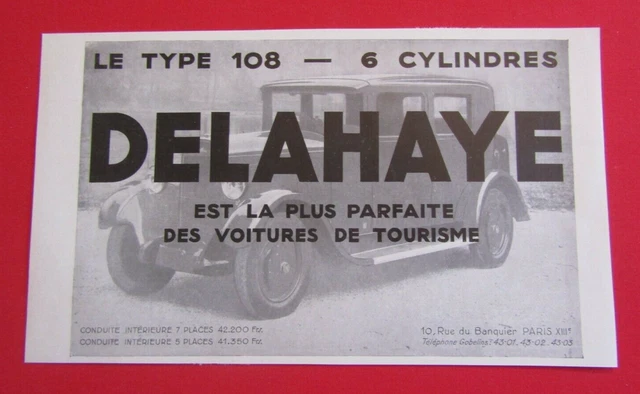 LE TYPE 108 — 6 CYLINDRES
DELAHAYE
EST LA PLUS PARFAITE
DES VOITURES DE TOURISME
CONDUITE INTÉRIEURE 7 PLACES 42.200 Frs.
CONDUITE INTÉRIEURE 5 PLACES 41.350 Frs.
10, Rue du Banquier PARIS XIIIe
Téléphone Gobelins : 43-01, 43-02, 43-03